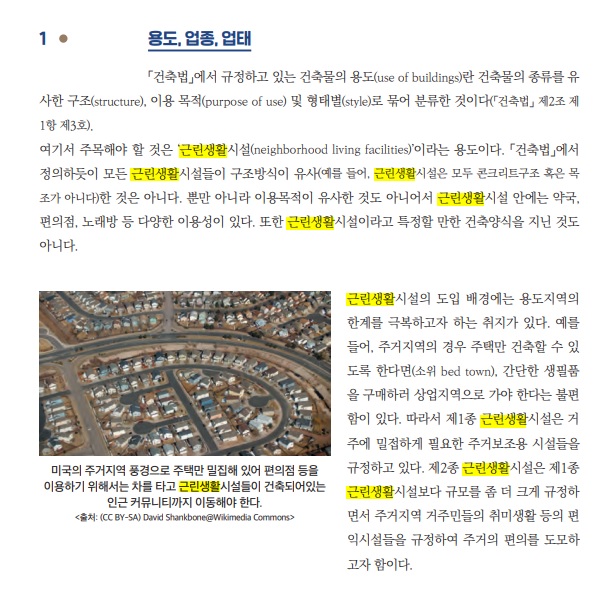 1 ● 용도, 업종, 업태
「건축법」에서 규정하고 있는 건축물의 용도(use of buildings)란 건축물의 종류를 유
사한 구조(structure), 이용 목적(purpose of use) 및 형태별(style)로 묶어 분류한 것이다(「건축법」 제2조 제
1항 제3호).
여기서 주목해야 할 것은 '근린생활시설(neighborhood living facilities)'이라는 용도이다. 「건축법」에서
정의하듯이 모든 근린생활시설들이 구조방식이 유사(예를 들어, 근린생활시설은 모두 콘크리트구조 혹은 목
조가 아니다)한 것은 아니다. 뿐만 아니라 이용목적이 유사한 것도 아니어서 근린생활시설 안에는 약국,
편의점, 노래방 등 다양한 이용성이 있다. 또한 근린생활시설이라고 특정할 만한 건축양식을 지닌 것도
아니다.
근린생활시설의 도입 배경에는 용도지역의
한계를 극복하고자 하는 취지가 있다. 예를
들어, 주거지역의 경우 주택만 건축할 수 있
도록 한다면(소위 bed town), 간단한 생필품
을 구매하러 상업지역으로 가야 한다는 불편
함이 있다. 따라서 제1종 근린생활시설은 거
주에 밀접하게 필요한 주거보조용 시설들을
규정하고 있다. 제2종 근린생활시설은 제1종
근린생활시설보다 규모를 좀 더 크게 규정하
면서 주거지역 거주민들의 취미생활 등의 편
익시설들을 규정하여 주거의 편의를 도모하
고자 함이다.
미국의 주거지역 풍경으로 주택만 밀집해 있어 편의점 등을
이용하기 위해서는 차를 타고 근린생활시설들이 건축되어있는
인근 커뮤니티까지 이동해야 한다.
<출처: (CC BY-SA) David Shankbone@Wikimedia Commons>